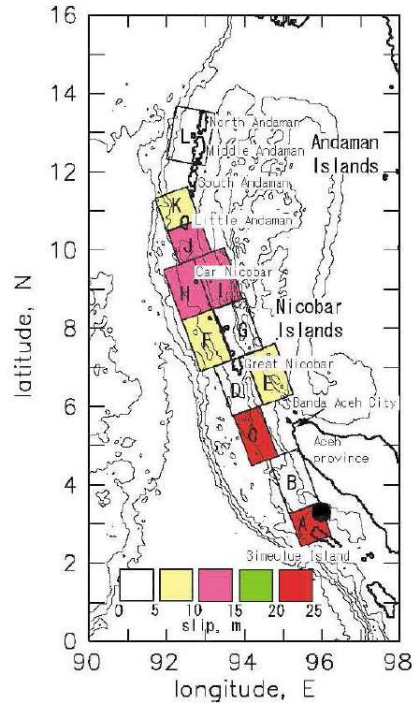 16
14
12
10
8
6
4
2
0
latitude, N
L
North Andaman
Middle Andaman
Andaman
Islands
South Andaman
K
Little Andaman
J
Car Nicobar
H
I
Nicobar
Islands
F
G
Great Nicobar
D
E
Banda Aceh City
C
Aceh
province
B
A
Simeulue Island
0 5 10 15 20 25
slip, m
90 92 94 96 98
longitude, E